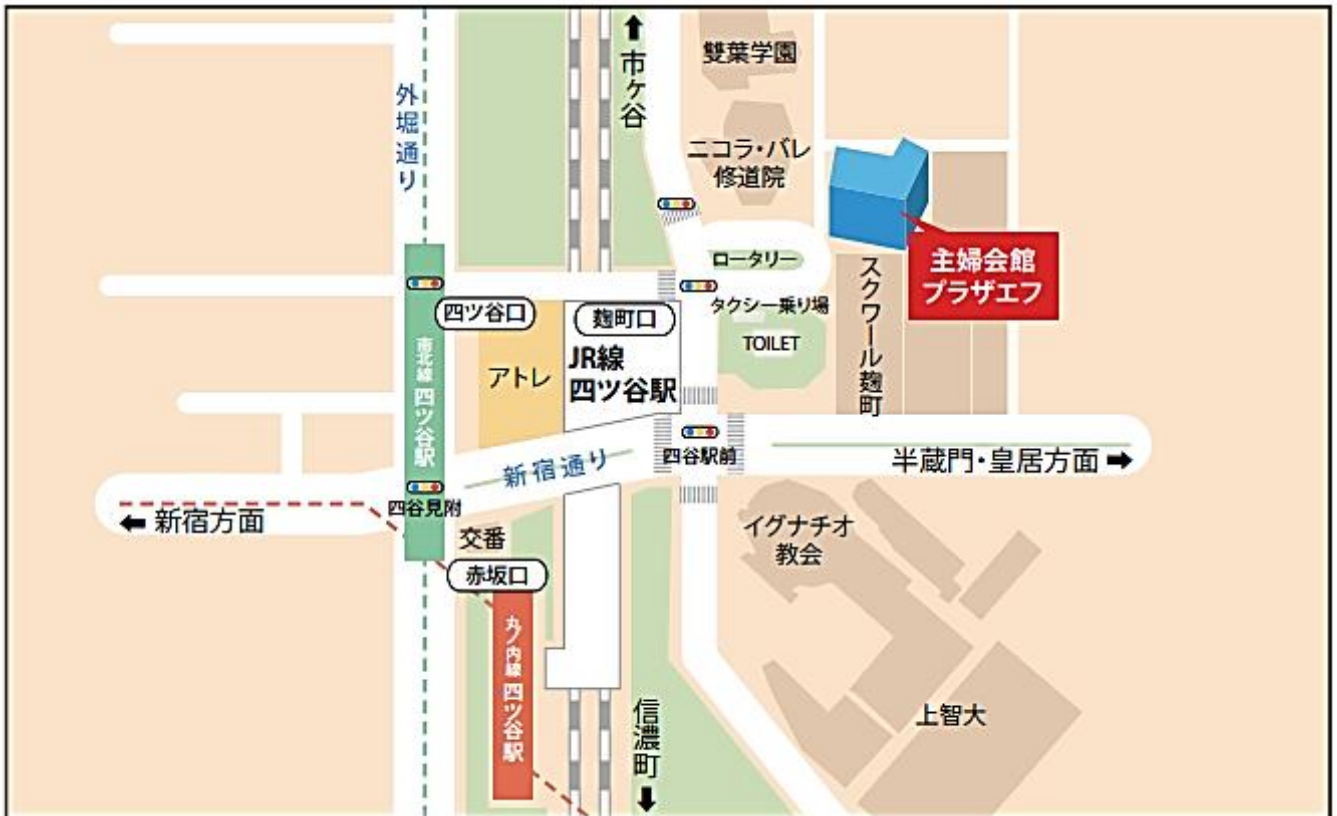 市ヶ谷
雙葉学園
外堀通り
ニコラ・バレ
修道院
主婦会館
プラザエフ
ロータリー
タクシー乗り場
TOILET
スクワール麹町
四ツ谷口
麹町口
JR線
四ツ谷駅
アトレ
南北線 四ツ谷駅
新宿通り
四谷駅前
半蔵門・皇居方面
新宿方面
四谷見附
交番
赤坂口
イグナチオ
教会
丸ノ内線 四ツ谷駅
信濃町
上智大